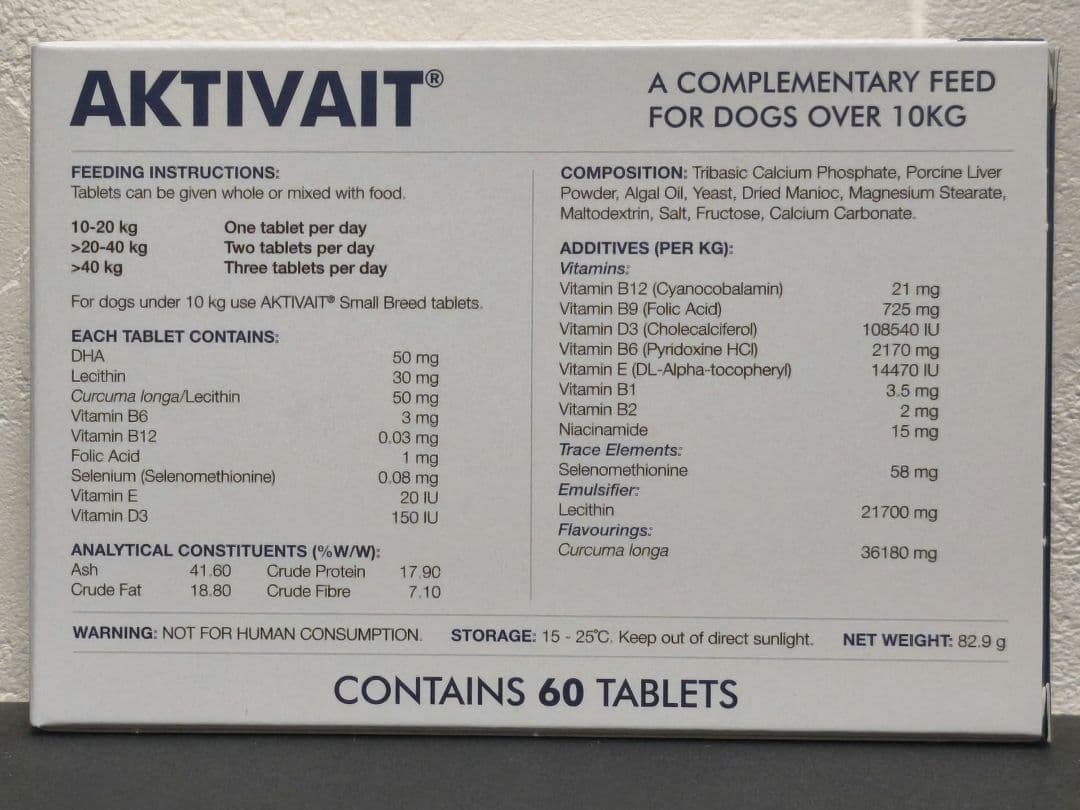 AKTIVAIT®
A COMPLEMENTARY FEED
FOR DOGS OVER 10KG
FEEDING INSTRUCTIONS:
Tablets can be given whole or mixed with food.
10-20 kg One tablet per day
>20-40 kg Two tablets per day
>40 kg Three tablets per day
For dogs under 10 kg use AKTIVAIT® Small Breed tablets.
EACH TABLET CONTAINS:
DHA 50 mg
Lecithin 30 mg
Curcuma longa/Lecithin 50 mg
Vitamin B6 3 mg
Vitamin B12 0.03 mg
Folic Acid 1 mg
Selenium (Selenomethionine) 0.08 mg
Vitamin E 20 IU
Vitamin D3 150 IU
ANALYTICAL CONSTITUENTS (%W/W):
Ash 41.60 Crude Protein 17.90
Crude Fat 18.80 Crude Fibre 7.10
COMPOSITION: Tribasic Calcium Phosphate, Porcine Liver
Powder, Algal Oil, Yeast, Dried Manioc, Magnesium Stearate,
Maltodextrin, Salt, Fructose, Calcium Carbonate.
ADDITIVES (PER KG):
Vitamins:
Vitamin B12 (Cyanocobalamin) 21 mg
Vitamin B9 (Folic Acid) 725 mg
Vitamin D3 (Cholecalciferol) 108540 IU
Vitamin B6 (Pyridoxine HCl) 2170 mg
Vitamin E (DL-Alpha-tocopheryl) 14470 IU
Vitamin B1 3.5 mg
Vitamin B2 2 mg
Niacinamide 15 mg
Trace Elements:
Selenomethionine 58 mg
Emulsifier:
Lecithin 21700 mg
Flavourings:
Curcuma longa 36180 mg
WARNING: NOT FOR HUMAN CONSUMPTION. STORAGE: 15 - 25°C. Keep out of direct sunlight. NET WEIGHT: 82.9 g
CONTAINS 60 TABLETS